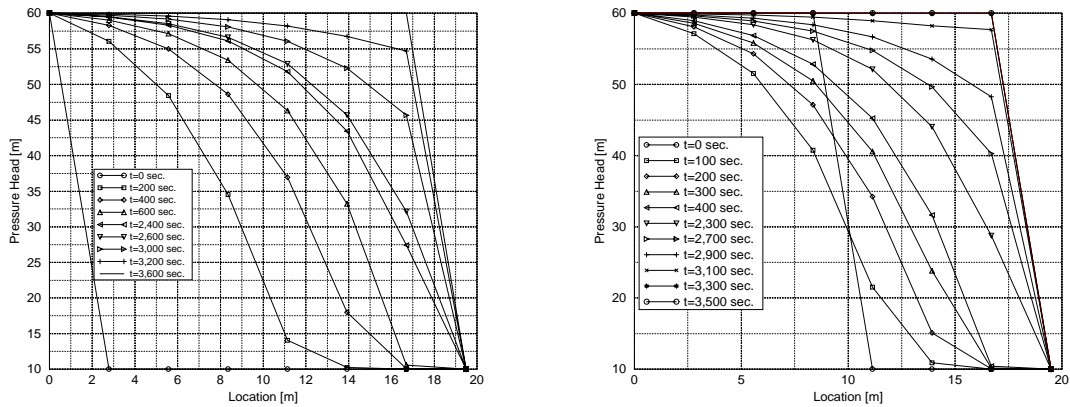 60
55
50
45
40
35
30
25
20
15
10
Pressure Head [m]
t=0 sec.
t=200 sec.
t=400 sec.
t=600 sec.
t=2,400 sec.
t=2,600 sec.
t=3,000 sec.
t=3,200 sec.
t=3,600 sec.
0 2 4 6 8 10 12 14 16 18 20
Location [m]
60
50
40
30
20
10
Pressure Head [m]
t=0 sec.
t=100 sec.
t=200 sec.
t=300 sec.
t=400 sec.
t=2,300 sec.
t=2,700 sec.
t=2,900 sec.
t=3,100 sec.
t=3,300 sec.
t=3,500 sec.
0 5 10 15 20
Location [m]